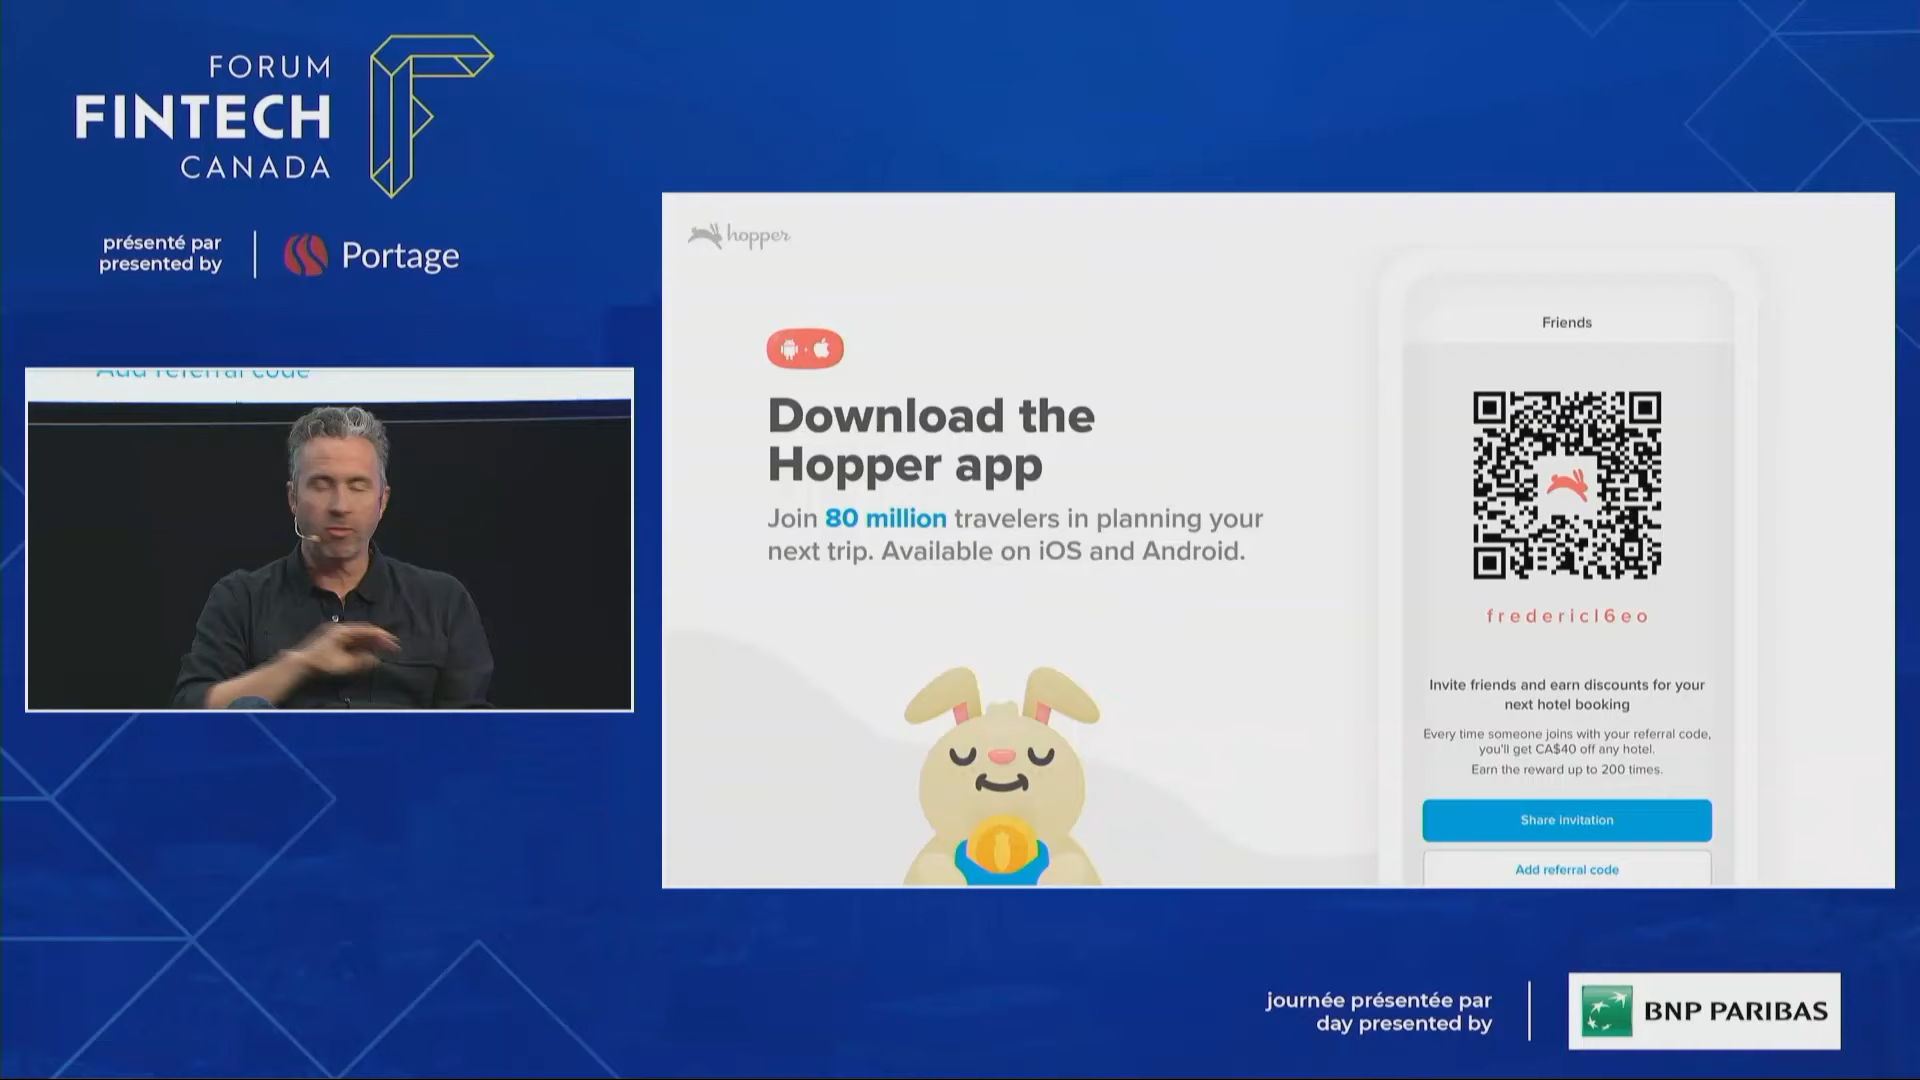 FORUM
FINTECH
CANADA
présenté par
presented by
Portage
Add referral code
hopper
Download the
Hopper app
Join 80 million travelers in planning your
next trip. Available on iOS and Android.
Friends
fredericl6eo
Invite friends and earn discounts for your
next hotel booking
Every time someone joins with your referral code,
you'll get CA$40 off any hotel.
Earn the reward up to 200 times.
Share invitation
Add referral code
journée présentée par
day presented by
BNP PARIBAS